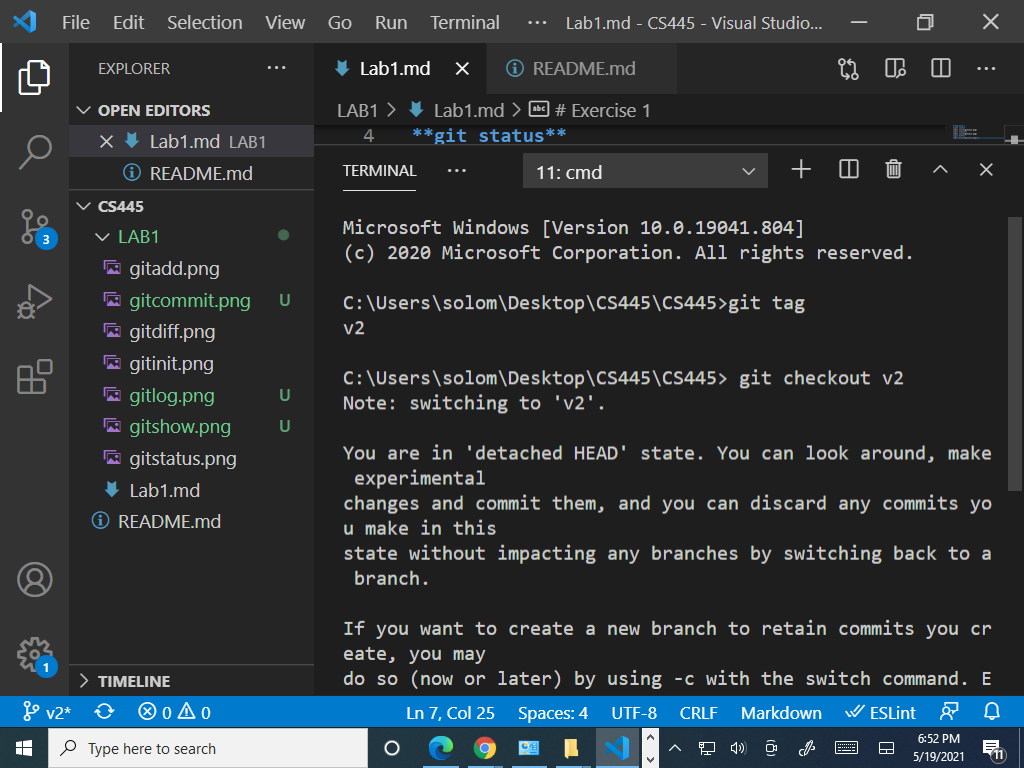 File Edit Selection View Go Run Terminal ··· Lab1.md - CS445 - Visual Studio...
EXPLORER ···
Lab1.md README.md ···
OPEN EDITORS
LAB1 > Lab1.md > abc # Exercise 1
Lab1.md LAB1
4 **git status**
README.md
TERMINAL ··· 11: cmd
CS445
LAB1
gitadd.png
gitcommit.png U
gitdiff.png
gitinit.png
gitlog.png U
gitshow.png U
gitstatus.png
Lab1.md
README.md
TIMELINE
3
1
Microsoft Windows [Version 10.0.19041.804]
(c) 2020 Microsoft Corporation. All rights reserved.
C:\Users\solom\Desktop\CS445\CS445>git tag
v2
C:\Users\solom\Desktop\CS445\CS445> git checkout v2
Note: switching to 'v2'.
You are in 'detached HEAD' state. You can look around, make
experimental
changes and commit them, and you can discard any commits yo
u make in this
state without impacting any branches by switching back to a
branch.
If you want to create a new branch to retain commits you cr
eate, you may
do so (now or later) by using -c with the switch command. E
v2* 0 0 Ln 7, Col 25 Spaces: 4 UTF-8 CRLF Markdown ESLint
Type here to search
6:52 PM
5/19/2021
11